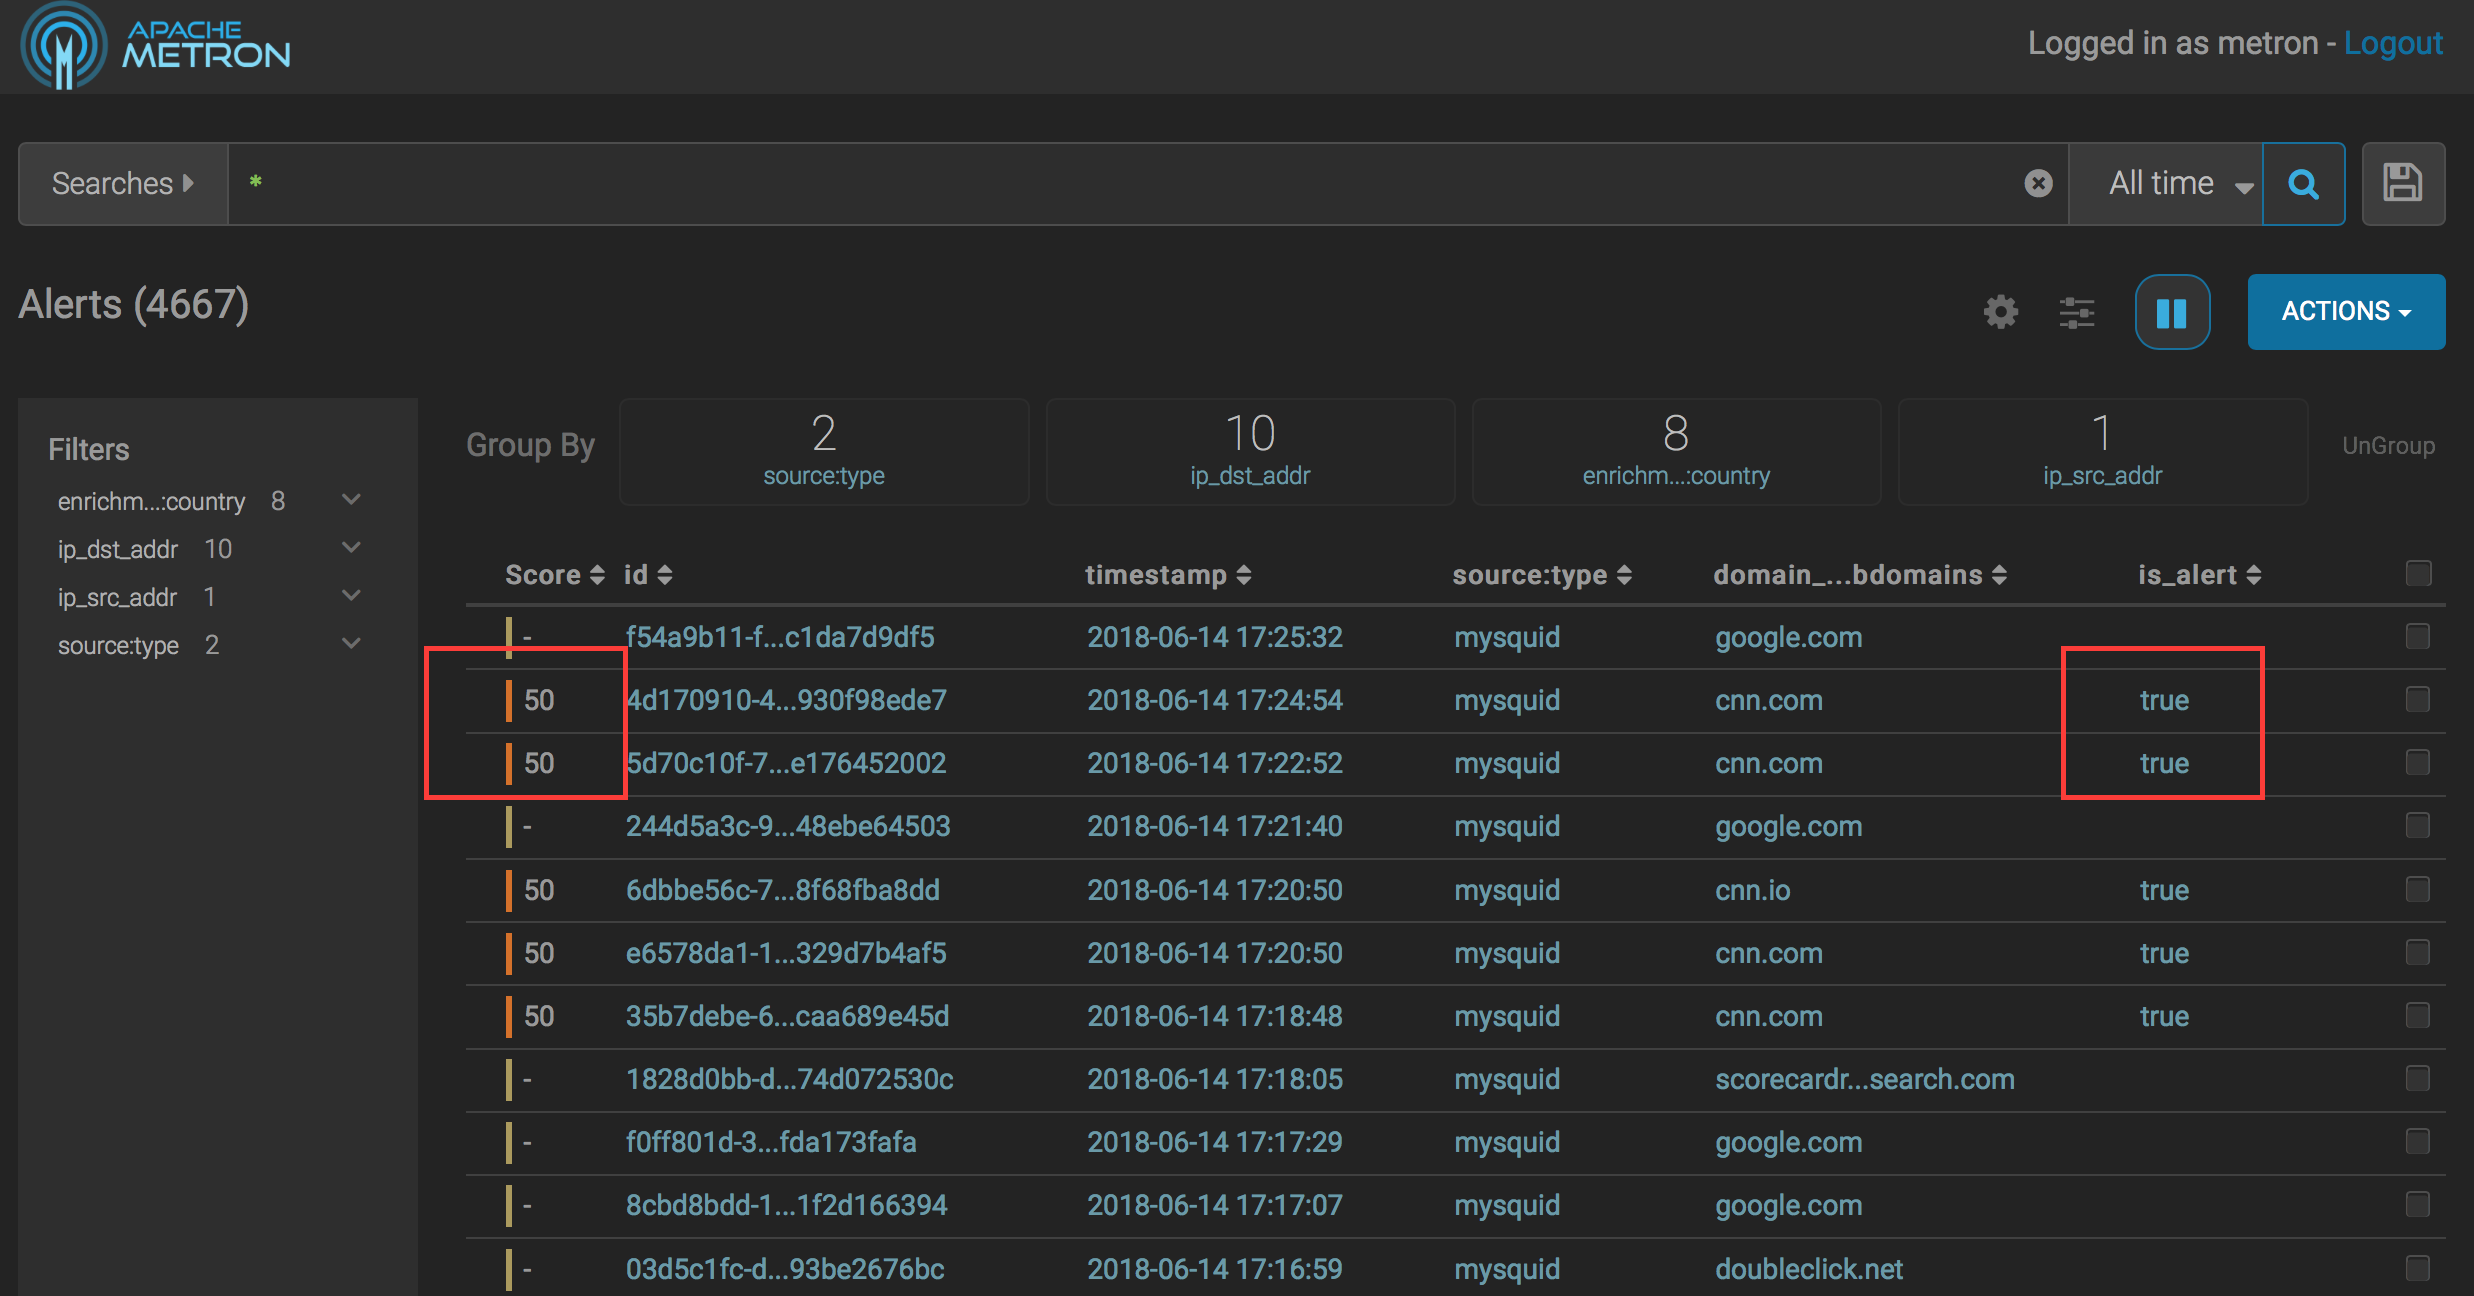 APACHE
METRON
Logged in as metron - Logout
Searches
*
All time
Alerts (4667)
ACTIONS
Filters
enrichm...:country 8
ip_dst_addr 10
ip_src_addr 1
source:type 2
Group By
2
source:type
10
ip_dst_addr
8
enrichm...:country
1
ip_src_addr
UnGroup
Score id timestamp source:type domain_...bdomains is_alert
- f54a9b11-f...c1da7d9df5 2018-06-14 17:25:32 mysquid google.com
50 4d170910-4...930f98ede7 2018-06-14 17:24:54 mysquid cnn.com true
50 5d70c10f-7...e176452002 2018-06-14 17:22:52 mysquid cnn.com true
- 244d5a3c-9...48ebe64503 2018-06-14 17:21:40 mysquid google.com
50 6dbbe56c-7...8f68fba8dd 2018-06-14 17:20:50 mysquid cnn.io true
50 e6578da1-1...329d7b4af5 2018-06-14 17:20:50 mysquid cnn.com true
50 35b7debe-6...caa689e45d 2018-06-14 17:18:48 mysquid cnn.com true
- 1828d0bb-d...74d072530c 2018-06-14 17:18:05 mysquid scorecardr...search.com
- f0ff801d-3...fda173fafa 2018-06-14 17:17:29 mysquid google.com
- 8cbd8bdd-1...1f2d166394 2018-06-14 17:17:07 mysquid google.com
- 03d5c1fc-d...93be2676bc 2018-06-14 17:16:59 mysquid doubleclick.net